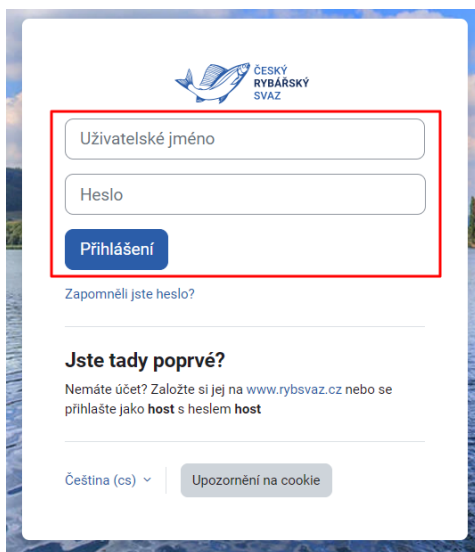 ČESKÝ
RYBÁŘSKÝ
SVAZ
Uživatelské jméno
Heslo
Přihlášení
Zapomněli jste heslo?
Jste tady poprvé?
Nemáte účet? Založte si jej na www.rybsvaz.cz nebo se
přihlašte jako host s heslem host
Čeština (cs)
Upozornění na cookie